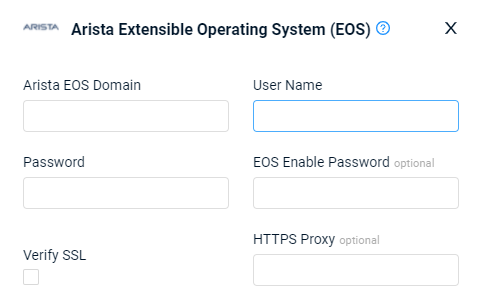 ARISTA Arista Extensible Operating System (EOS) ? X
Arista EOS Domain User Name
Password EOS Enable Password optional
HTTPS Proxy optional
Verify SSL